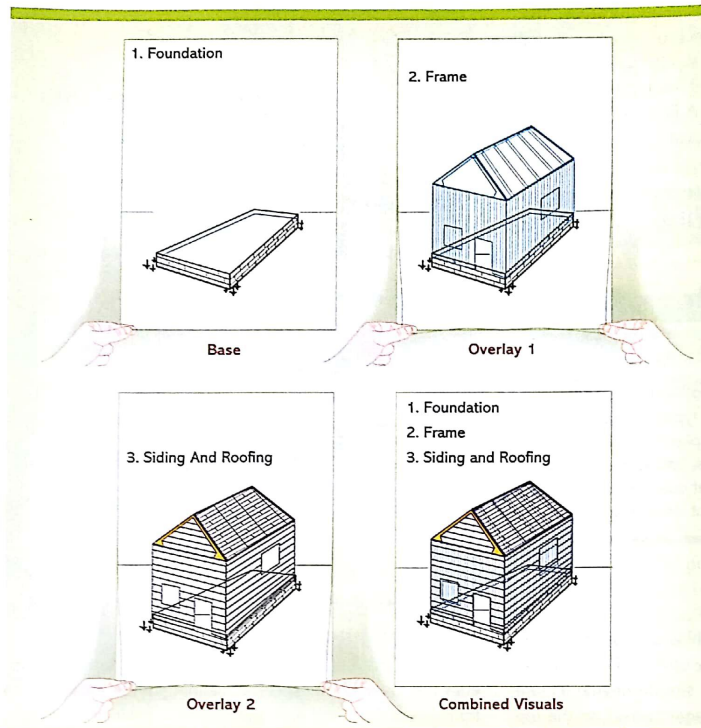 1. Foundation
Base
2. Frame
Overlay 1
3. Siding And Roofing
Overlay 2
1. Foundation
2. Frame
3. Siding and Roofing
Combined Visuals